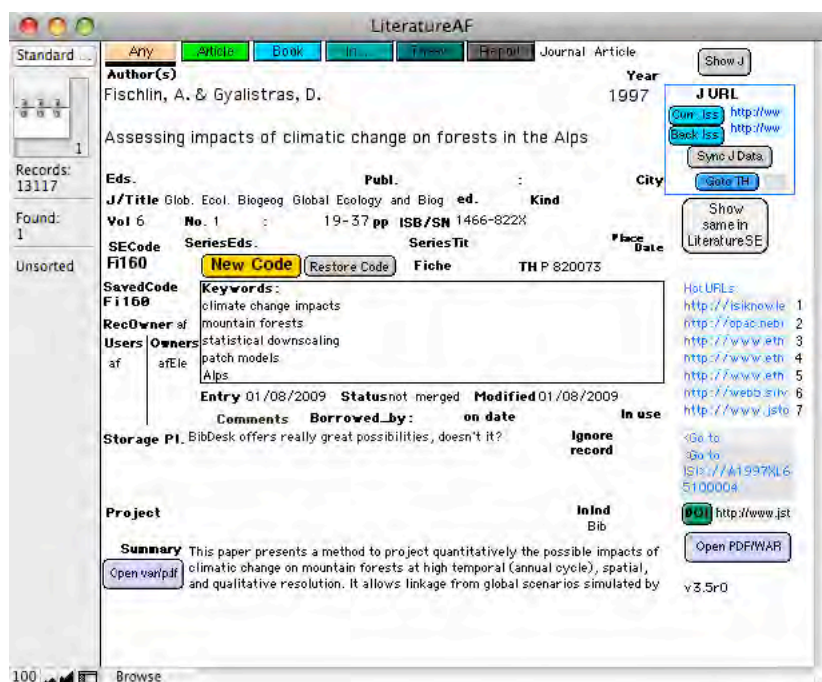 LiteratureAF
Standard ...
Any Article Book In... Report Journal Article
Show J
Author(s) Year
Fischlin, A. & Gyalistras, D. 1997
J URL
Curr Iss http://ww
Back Iss http://ww
Sync J Data
Goto TH
Assessing impacts of climatic change on forests in the Alps
1
Records:
13117
Found:
1
Unsorted
Eds. Publ. : City
J/Title Glob. Ecol. Biogeog Global Ecology and Biog ed. Kind
Vol 6 No. 1 : 19-37 pp ISB/SN 1466-822X
Show
same in
LiteratureSE
SECode SeriesEds. SeriesTit Place Date
Fi160 New Code Restore Code Fiche TH P 820073
SavedCode
Fi160
RecOwner af
Users Owners
af afEle
Keywords:
climate change impacts
mountain forests
statistical downscaling
patch models
Alps
Hot URLs
http://isiknowle 1
http://opac.nebi 2
http://www.eth 3
http://www.eth 4
http://www.eth 5
http://webb.silv 6
http://www.jsto 7
Entry 01/08/2009 Status not merged Modified 01/08/2009
Comments Borrowed_by: on date In use
Storage Pl. BibDesk offers really great possibilities, doesn't it? Ignore
record
Go to
Go to
ISI>://A1997XL6
5100004
Project InInd
Bib
DOI http://www.jst
Open PDF/WAR
Summary This paper presents a method to project quantitatively the possible impacts of
Open var/pdf climatic change on mountain forests at high temporal (annual cycle), spatial,
and qualitative resolution. It allows linkage from global scenarios simulated by
v3.5r0
100 Browse